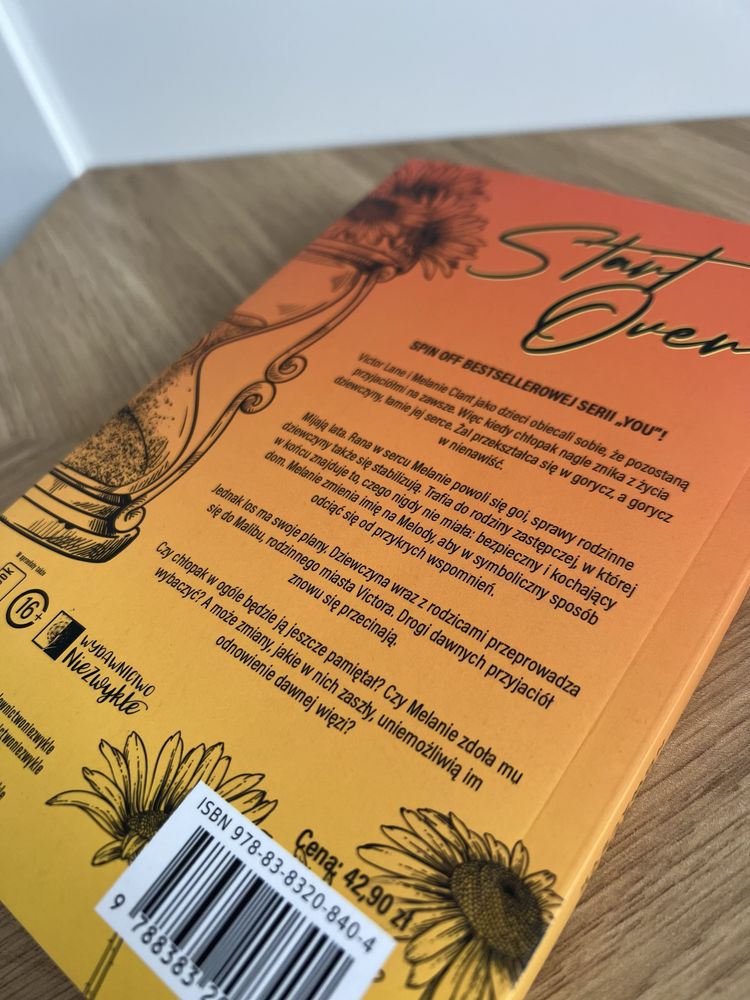 Start
Over
SPIN OFF BESTSELLEROWEJ SERII „YOU”!
Victor Lane i Melanie Clant jako dzieci obiecali sobie, że pozostaną
przyjaciółmi na zawsze. Więc kiedy chłopak nagle znika z życia
dziewczyny, łamie jej serce. Żal przekształca się w gorycz, a gorycz
w nienawiść.
Mijają lata. Rana w sercu Melanie powoli się goi, sprawy rodzinne
dziewczyny także się stabilizują. Trafia do rodziny zastępczej, w której
w końcu znajduje to, czego nigdy nie miała: bezpieczny i kochający
dom. Melanie zmienia imię na Melody, aby w symboliczny sposób
odciąć się od przykrych wspomnień.
Jednak los ma swoje plany. Dziewczyna wraz z rodzicami przeprowadza
się do Malibu, rodzinnego miasta Victora. Drogi dawnych przyjaciół
znowu się przecinają.
Czy chłopak w ogóle będzie ją jeszcze pamiętał? Czy Melanie zdoła mu
wybaczyć? A może zmiany, jakie w nich zaszły, uniemożliwią im
odnowienie dawnej więzi?
W sprzedaży także
16+
WYDAWNICTWO
NieZwykłe
ISBN 978-83-8320-840-4
Cena: 42,90 zł
9 788383 2